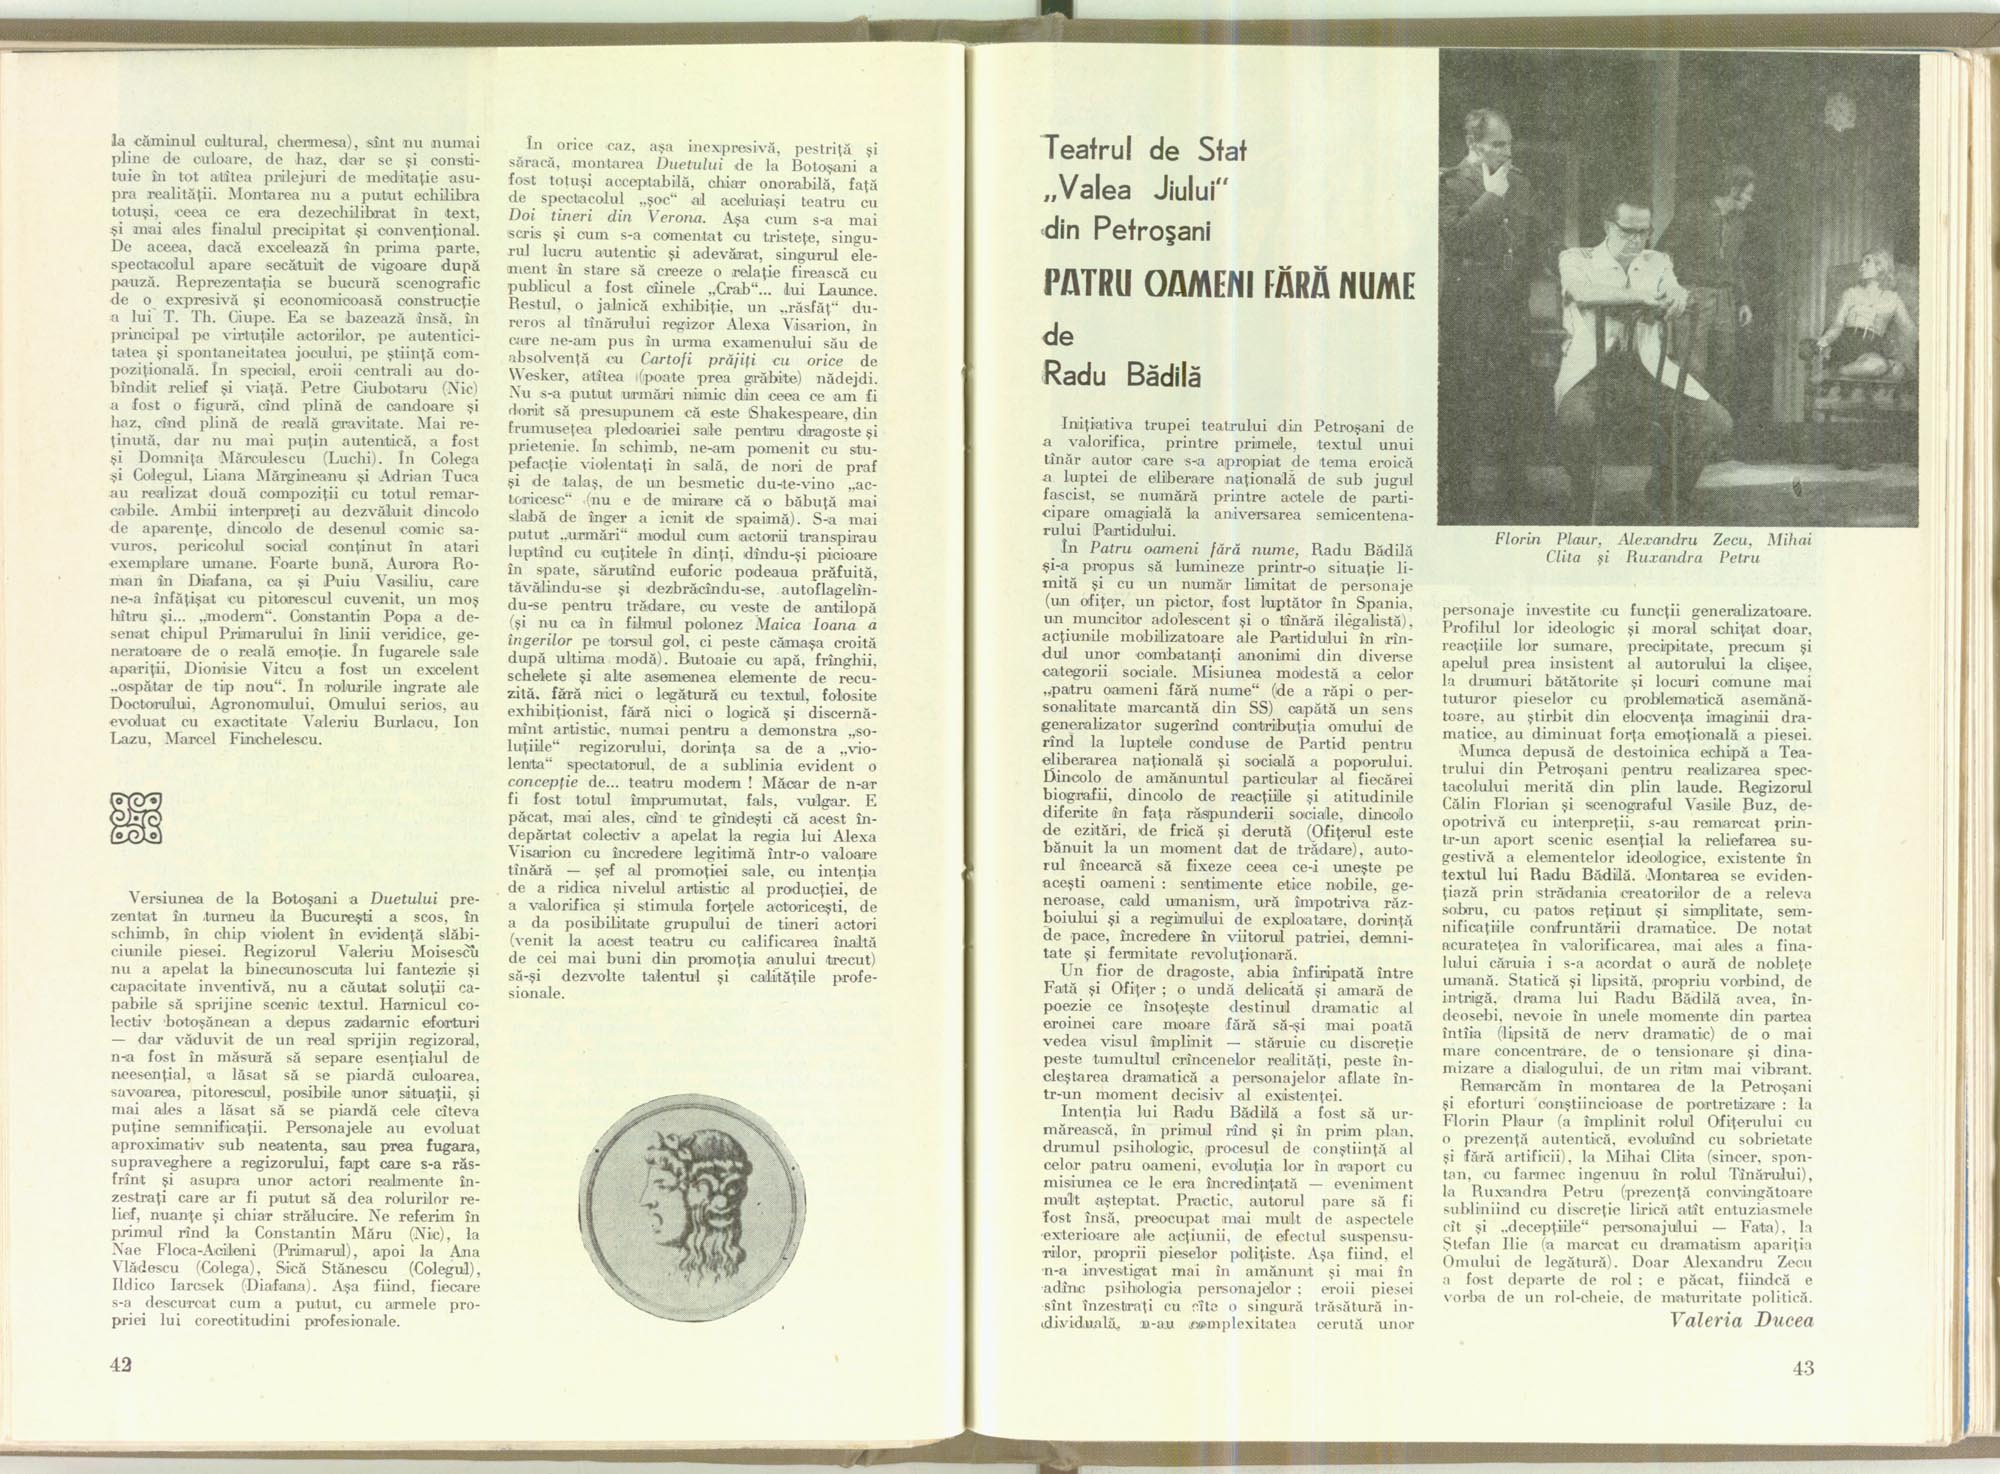 la căminul cultural, chermesa), sînt nu numai
pline de culoare, de haz, dar se și consti-
tuie în tot atîtea prilejuri de meditație asu-
pra realității. Montarea nu a putut echilibra
totuși, ceea ce era dezechilibrat în text,
și mai ales finalul precipitat și convențional.
De aceea, dacă excelează în prima parte,
spectacolul apare secătuit de vigoare după
pauză. Reprezentația se bucură scenografic
de o expresivă și economicoasă construcție
a lui T. Th. Ciupe. Ea se bazează însă, în
principal pe virtuțile actorilor, pe autentici-
tatea și spontaneitatea jocului, pe știință com-
pozițională. În special, eroii centrali au do-
bîndit relief și viață. Petre Ciubotaru (Nic)
a fost o figură, cînd plină de candoare și
haz, cînd plină de reală gravitate. Mai re-
ținută, dar nu mai puțin autentică, a fost
și Domnița Mărculescu (Luchi). În Colega
și Colegul, Liana Mărgineanu și Adrian Tuca
au realizat două compoziții cu totul remar-
cabile. Ambii interpreți au dezvăluit dincolo
de aparențe, dincolo de desenul comic sa-
vuros, pericolul social conținut în atari
exemplare umane. Foarte bună, Aurora Ro-
man în Diafana, ca și Puiu Vasiliu, care
ne-a înfățișat cu pitorescul cuvenit, un moș
hîtru și... „modern“. Constantin Popa a de-
senat chipul Primarului în linii veridice, ge-
neratoare de o reală emoție. În fugarele sale
apariții, Dionisie Vitcu a fost un excelent
„ospătar de tip nou“. În rolurile ingrate ale
Doctorului, Agronomului, Omului serios, au
evoluat cu exactitate Valeriu Burlacu, Ion
Lazu, Marcel Finchelescu.
Versiunea de la Botoșani a Duetului pre-
zentat în turneu la București a scos, în
schimb, în chip violent în evidență slăbi-
ciunile piesei. Regizorul Valeriu Moisescu
nu a apelat la binecunoscuta lui fantezie și
capacitate inventivă, nu a căutat soluții ca-
pabile să sprijine scenic textul. Harnicul co-
lectiv botoșănean a depus zadarnic eforturi
— dar văduvit de un real sprijin regizoral,
n-a fost în măsură să separe esențialul de
neesențial, a lăsat să se piardă culoarea,
savoarea, pitorescul, posibile unor situații, și
mai ales a lăsat să se piardă cele cîteva
puține semnificații. Personajele au evoluat
aproximativ sub neatenta, sau prea fugara,
supraveghere a regizorului, fapt care s-a răs-
frînt și asupra unor actori realmente în-
zestrați care ar fi putut să dea rolurilor re-
lief, nuanțe și chiar strălucire. Ne referim în
primul rînd la Constantin Măru (Nic), la
Nae Floca-Acileni (Primarul), apoi la Ana
Vlădescu (Colega), Sică Stănescu (Colegul),
Ildico Iarcsek (Diafana). Așa fiind, fiecare
s-a descurcat cum a putut, cu armele pro-
priei lui corectitudini profesionale.
42
În orice caz, așa inexpresivă, pestriță și
săracă, montarea Duetului de la Botoșani a
fost totuși acceptabilă, chiar onorabilă, față
de spectacolul „șoc“ al aceluiași teatru cu
Doi tineri din Verona. Așa cum s-a mai
scris și cum s-a comentat cu tristețe, singu-
rul lucru autentic și adevărat, singurul ele-
ment în stare să creeze o relație firească cu
publicul a fost cîinele „Crab“... lui Launce.
Restul, o jalnică exhibiție, un „răsfăț“ du-
reros al tînărului regizor Alexa Visarion, în
care ne-am pus în urma examenului său de
absolvență cu Cartofi prăjiți cu orice de
Wesker, atîtea (poate prea grăbite) nădejdi.
Nu s-a putut urmări nimic din ceea ce am fi
dorit să presupunem că este Shakespeare, din
frumusețea pledoariei sale pentru dragoste și
prietenie. În schimb, ne-am pomenit cu stu-
pefacție violentați în sală, de nori de praf
și de talaș, de un besmetic du-te-vino „ac-
toricesc“ (nu e de mirare că o băbuță mai
slabă de înger a icnit de spaimă). S-a mai
putut „urmări“ modul cum actorii transpirau
luptînd cu cuțitele în dinți, dîndu-și picioare
în spate, sărutînd euforic podeaua prăfuită,
tăvălindu-se și dezbrăcîndu-se, autoflagelîn-
du-se pentru trădare, cu veste de antilopă
(și nu ca în filmul polonez Maica Ioana a
îngerilor pe torsul gol, ci peste cămașa croită
după ultima modă). Butoaie cu apă, frînghii,
schelete și alte asemenea elemente de recu-
zită, fără nici o legătură cu textul, folosite
exhibiționist, fără nici o logică și discernă-
mînt artistic, numai pentru a demonstra „so-
luțiile“ regizorului, dorința sa de a „vio-
lenta“ spectatorul, de a sublinia evident o
concepție de... teatru modern ! Măcar de n-ar
fi fost totul împrumutat, fals, vulgar. E
păcat, mai ales, cînd te gîndești că acest în-
depărtat colectiv a apelat la regia lui Alexa
Visarion cu încredere legitimă într-o valoare
tînără — șef al promoției sale, cu intenția
de a ridica nivelul artistic al producției, de
a valorifica și stimula forțele actoricești, de
a da posibilitate grupului de tineri actori
(venit la acest teatru cu calificarea înaltă
de cei mai buni din promoția anului trecut)
să-și dezvolte talentul și calitățile profe-
sionale.
Teatrul de Stat
„Valea Jiului“
din Petroșani
PATRU OAMENI FĂRĂ NUME
de
Radu Bădilă
Inițiativa trupei teatrului din Petroșani de
a valorifica, printre primele, textul unui
tînăr autor care s-a apropiat de tema eroică
a luptei de eliberare națională de sub jugul
fascist, se numără printre actele de parti-
cipare omagială la aniversarea semicentena-
rului Partidului.
În Patru oameni fără nume, Radu Bădilă
și-a propus să lumineze printr-o situație li-
mită și cu un număr limitat de personaje
(un ofițer, un pictor, fost luptător în Spania,
un muncitor adolescent și o tînără ilegalistă),
acțiunile mobilizatoare ale Partidului în rîn-
dul unor combatanți anonimi din diverse
categorii sociale. Misiunea modestă a celor
„patru oameni fără nume“ (de a răpi o per-
sonalitate marcantă din SS) capătă un sens
generalizator sugerînd contribuția omului de
rînd la luptele conduse de Partid pentru
eliberarea națională și socială a poporului.
Dincolo de amănuntul particular al fiecărei
biografii, dincolo de reacțiile și atitudinile
diferite în fața răspunderii sociale, dincolo
de ezitări, de frică și derută (Ofițerul este
bănuit la un moment dat de trădare), auto-
rul încearcă să fixeze ceea ce-i unește pe
acești oameni : sentimente etice nobile, ge-
neroase, cald umanism, ură împotriva răz-
boiului și a regimului de exploatare, dorință
de pace, încredere în viitorul patriei, demni-
tate și fermitate revoluționară.
Un fior de dragoste, abia înfiripată între
Fată și Ofițer ; o undă delicată și amară de
poezie ce însoțește destinul dramatic al
eroinei care moare fără să-și mai poată
vedea visul împlinit — stăruie cu discreție
peste tumultul crîncenelor realități, peste în-
cleștarea dramatică a personajelor aflate în-
tr-un moment decisiv al existenței.
Intenția lui Radu Bădilă a fost să ur-
mărească, în primul rînd și în prim plan,
drumul psihologic, procesul de conștiință al
celor patru oameni, evoluția lor în raport cu
misiunea ce le era încredințată — eveniment
mult așteptat. Practic, autorul pare să fi
fost însă, preocupat mai mult de aspectele
exterioare ale acțiunii, de efectul suspensu-
rilor, proprii pieselor polițiste. Așa fiind, el
n-a investigat mai în amănunt și mai în
adînc psihologia personajelor ; eroii piesei
sînt înzestrați cu cîte o singură trăsătură in-
dividuală, n-au complexitatea cerută unor
Florin Plaur, Alexandru Zecu, Mihai
Clita și Ruxandra Petru
personaje investite cu funcții generalizatoare.
Profilul lor ideologic și moral schițat doar,
reacțiile lor sumare, precipitate, precum și
apelul prea insistent al autorului la clișee,
la drumuri bătătorite și locuri comune mai
tuturor pieselor cu problematică asemănă-
toare, au știrbit din elocvența imaginii dra-
matice, au diminuat forța emoțională a piesei.
Munca depusă de destoinica echipă a Tea-
trului din Petroșani pentru realizarea spec-
tacolului merită din plin laude. Regizorul
Călin Florian și scenograful Vasile Buz, de-
opotrivă cu interpreții, s-au remarcat prin-
tr-un aport scenic esențial la reliefarea su-
gestivă a elementelor ideologice, existente în
textul lui Radu Bădilă. Montarea se eviden-
țiază prin strădania creatorilor de a releva
sobru, cu patos reținut și simplitate, sem-
nificațiile confruntării dramatice. De notat
acuratețea în valorificarea, mai ales a fina-
lului căruia i s-a acordat o aură de noblețe
umană. Statică și lipsită, propriu vorbind, de
intrigă, drama lui Radu Bădilă avea, în-
deosebi, nevoie în unele momente din partea
întîia (lipsită de nerv dramatic) de o mai
mare concentrare, de o tensionare și dina-
mizare a dialogului, de un ritm mai vibrant.
Remarcăm în montarea de la Petroșani
și eforturi conștiincioase de portretizare : la
Florin Plaur (a împlinit rolul Ofițerului cu
o prezență autentică, evoluînd cu sobrietate
și fără artificii), la Mihai Clita (sincer, spon-
tan, cu farmec ingenuu în rolul Tînărului),
la Ruxandra Petru (prezență convingătoare
subliniind cu discreție lirică atît entuziasmele
cît și „decepțiile“ personajului — Fata), la
Ștefan Ilie (a marcat cu dramatism apariția
Omului de legătură). Doar Alexandru Zecu
a fost departe de rol ; e păcat, fiindcă e
vorba de un rol-cheie, de maturitate politică.
Valeria Ducea
43